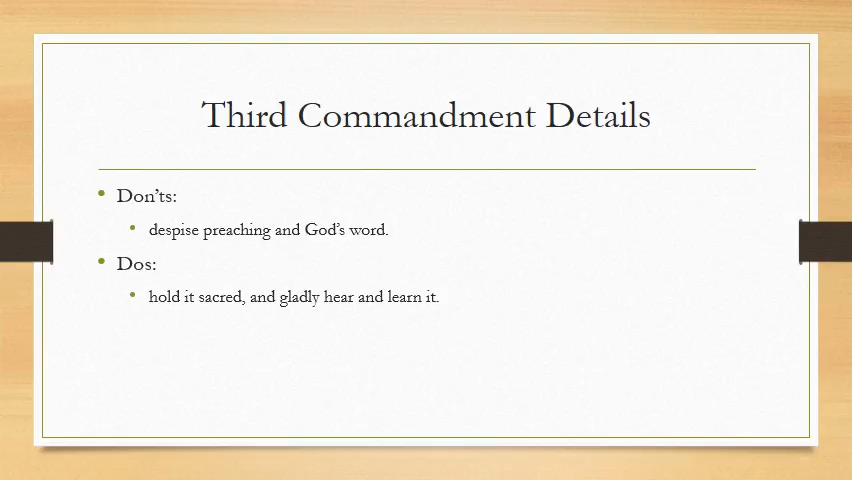 Third Commandment Details
• Don’ts:
• despise preaching and God’s word.
• Dos:
• hold it sacred, and gladly hear and learn it.